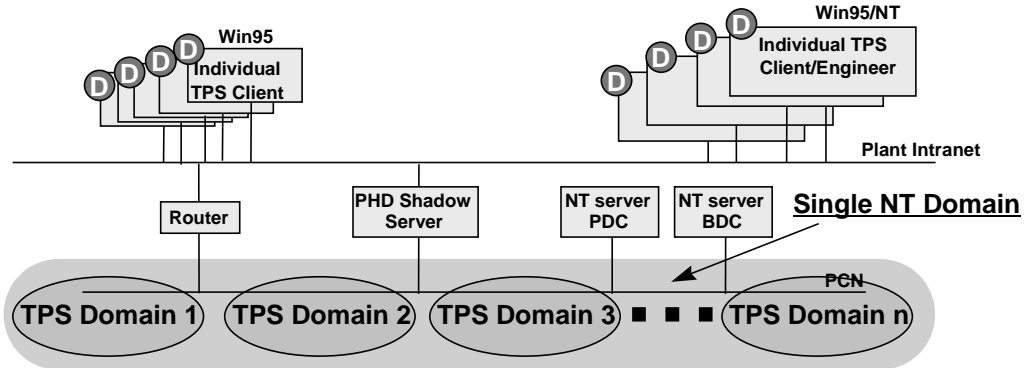 Win95
D D D D
Individual
TPS Client
Win95/NT
D D D D
Individual TPS
Client/Engineer
Plant Intranet
Router
PHD Shadow
Server
NT server
PDC
NT server
BDC
Single NT Domain
PCN
TPS Domain 1
TPS Domain 2
TPS Domain 3
TPS Domain n